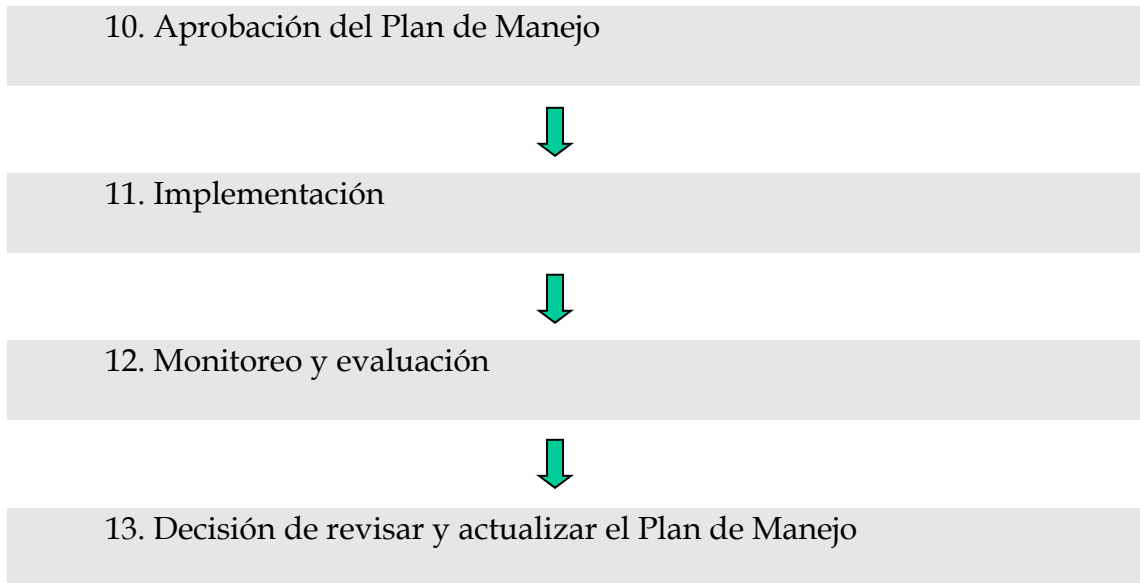 10. Aprobación del Plan de Manejo
11. Implementación
12. Monitoreo y evaluación
13. Decisión de revisar y actualizar el Plan de Manejo